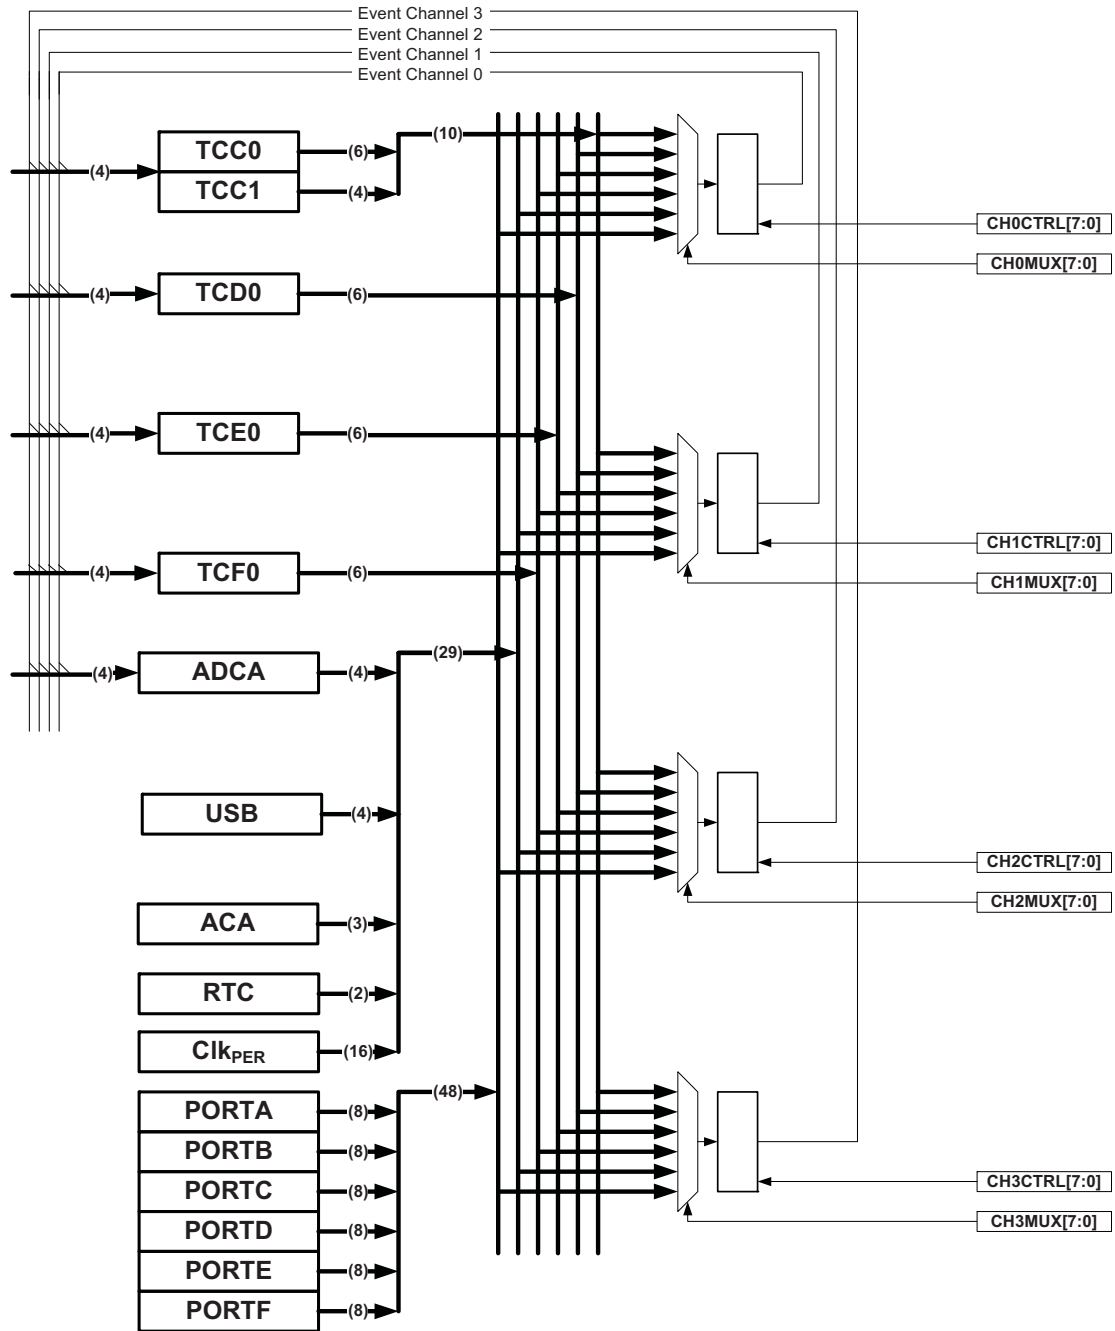 Event Channel 3
Event Channel 2
Event Channel 1
Event Channel 0
(10)
TCC0
(6)
(4)
TCC1
(4)
CH0CTRL[7:0]
CH0MUX[7:0]
(4)
TCD0
(6)
(4)
TCE0
(6)
CH1CTRL[7:0]
(4)
TCF0
(6)
CH1MUX[7:0]
(29)
(4)
ADCA
(4)
USB
(4)
CH2CTRL[7:0]
CH2MUX[7:0]
ACA
(3)
RTC
(2)
ClkPER
(16)
(48)
PORTA
(8)
PORTB
(8)
PORTC
(8)
CH3CTRL[7:0]
CH3MUX[7:0]
PORTD
(8)
PORTE
(8)
PORTF
(8)